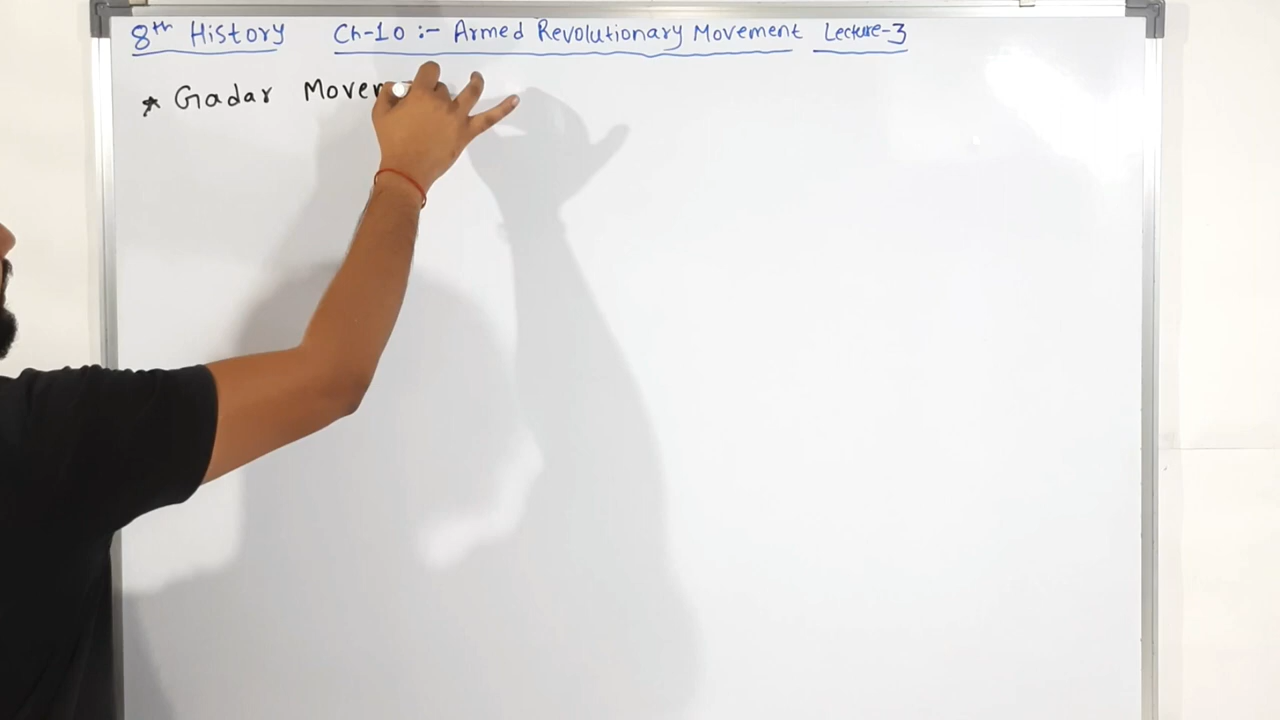 8th History Ch-10 :- Armed Revolutionary Movement Lecture-3
* Gadar Movem